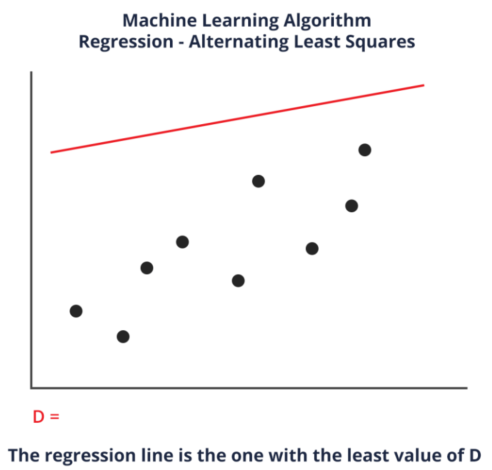 Machine Learning Algorithm
Regression - Alternating Least Squares
D =
The regression line is the one with the least value of D